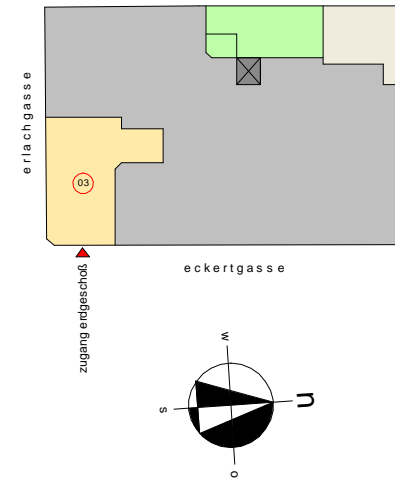 erlachgasse
03
eckertgasse
zugang erdgeschoß
w
n
s
o